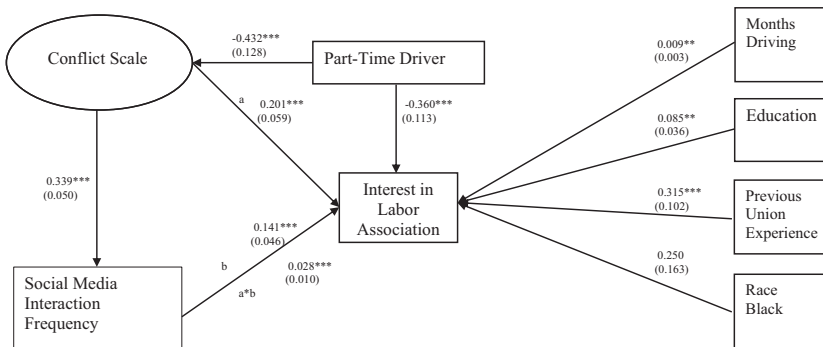 Conflict Scale
-0.432***
(0.128)
Part-Time Driver
a
0.201***
(0.059)
-0.360***
(0.113)
0.339***
(0.050)
Interest in
Labor
Association
0.141***
(0.046)
b
0.028***
(0.010)
a*b
Social Media
Interaction
Frequency
Months
Driving
0.009**
(0.003)
Education
0.085**
(0.036)
Previous
Union
Experience
0.315***
(0.102)
0.250
(0.163)
Race
Black